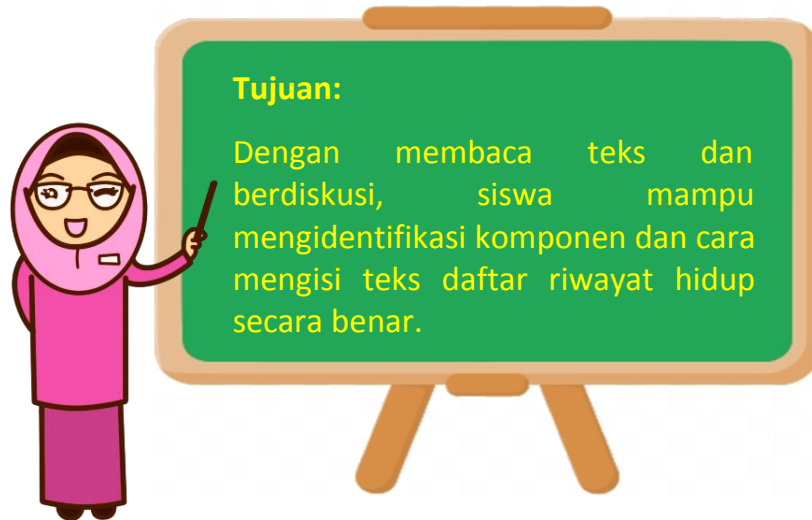 Tujuan:
Dengan membaca teks dan
berdiskusi, siswa mampu
mengidentifikasi komponen dan cara
mengisi teks daftar riwayat hidup
secara benar.